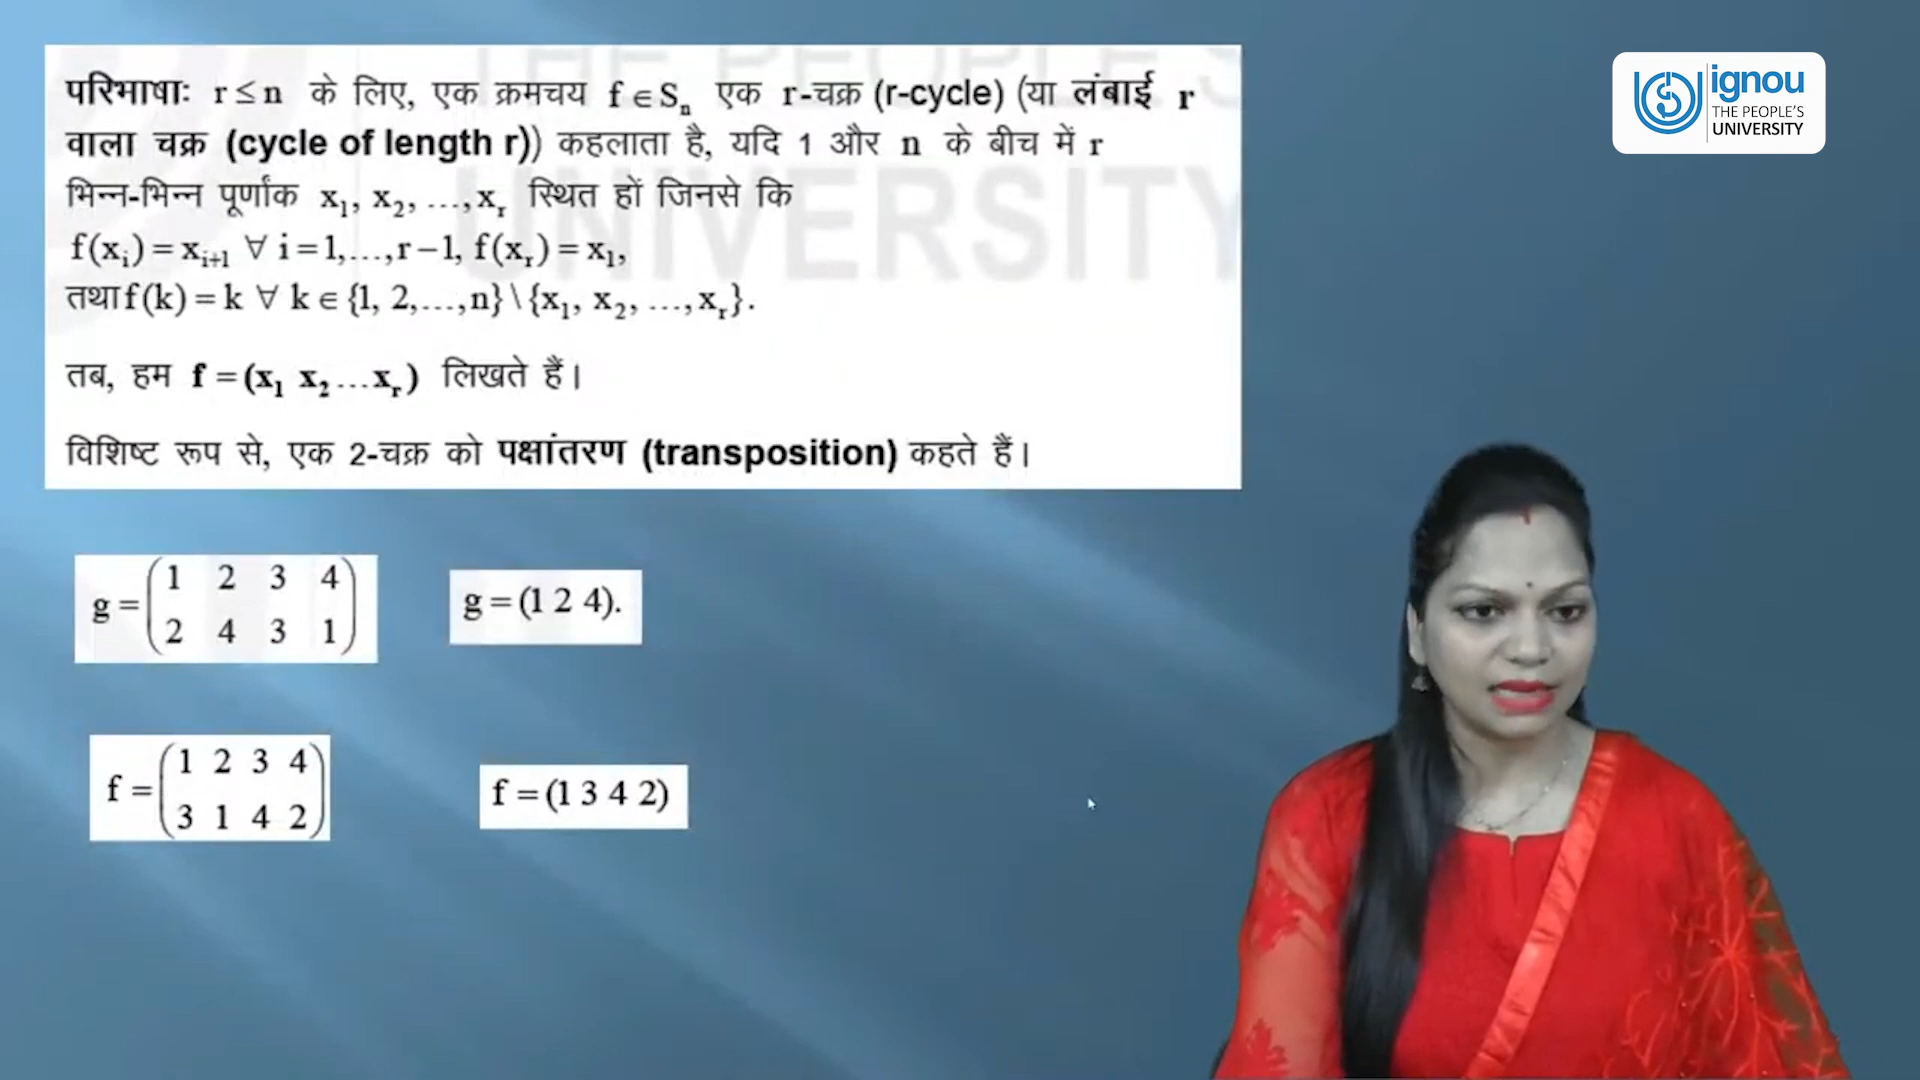 परिभाषाः r ≤ n के लिए, एक क्रमचय f ∈ Sₙ एक r-चक्र (r-cycle) (या लंबाई r
वाला चक्र (cycle of length r)) कहलाता है, यदि 1 और n के बीच में r
भिन्न-भिन्न पूर्णांक x₁, x₂, …, xᵣ स्थित हों जिनसे कि
f(xᵢ) = xᵢ₊₁ ∀ i = 1,…, r − 1, f(xᵣ) = x₁,
तथा f(k) = k ∀ k ∈ {1, 2,…, n} \ {x₁, x₂, …, xᵣ}.
तब, हम f = (x₁ x₂ … xᵣ) लिखते हैं।
विशिष्ट रूप से, एक 2-चक्र को पक्षांतरण (transposition) कहते हैं।
g = (1 2 3 4
2 4 3 1)
g = (1 2 4).
f = (1 2 3 4
3 1 4 2)
f = (1 3 4 2)
ignou
THE PEOPLE'S
UNIVERSITY
THE PEOPLE'S
UNIVERSITY